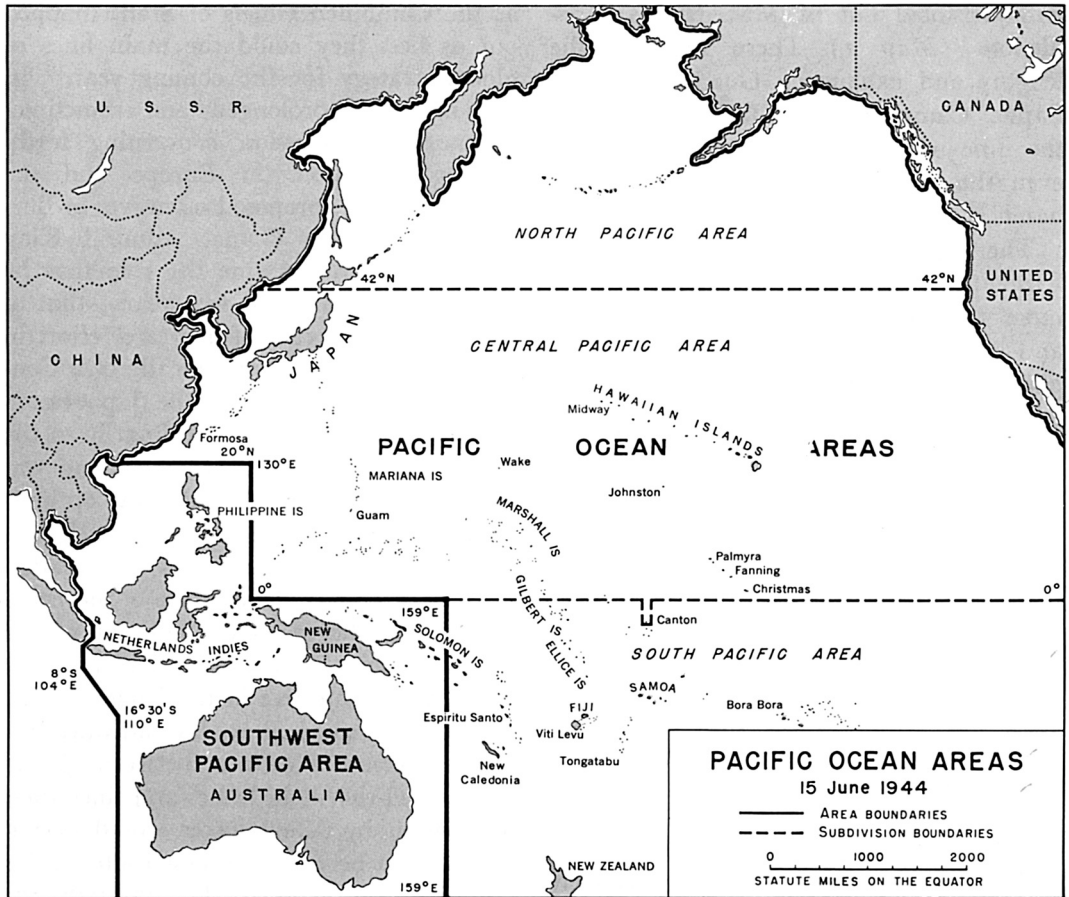 U. S. S. R.
CANADA
NORTH PACIFIC AREA
42°N
42°N
UNITED
STATES
CHINA
JAPAN
CENTRAL PACIFIC AREA
HAWAIIAN ISLANDS
Midway
Formosa
20°N
130°E
PACIFIC OCEAN AREAS
Wake
MARIANA IS
Johnston
PHILIPPINE IS
Guam
MARSHALL IS
Palmyra
Fanning
Christmas
0°
0°
159°E
GILBERT IS
Canton
NETHERLANDS INDIES
NEW
GUINEA
SOLOMON IS
ELLICE IS
SOUTH PACIFIC AREA
8°S
104°E
SAMOA
16°30'S
110°E
Espiritu Santo
FIJI
Bora Bora
Viti Levu
SOUTHWEST
PACIFIC AREA
AUSTRALIA
New
Caledonia
Tongatabu
NEW ZEALAND
159°E
PACIFIC OCEAN AREAS
15 June 1944
AREA BOUNDARIES
SUBDIVISION BOUNDARIES
0 1000 2000
STATUTE MILES ON THE EQUATOR